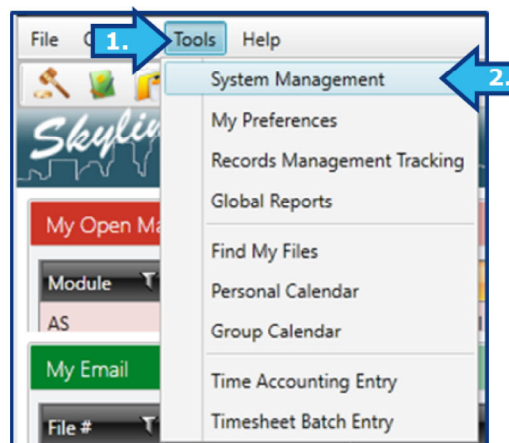 File
1.
Tools
Help
System Management
2.
My Preferences
Records Management Tracking
Global Reports
Find My Files
Personal Calendar
Group Calendar
Time Accounting Entry
Timesheet Batch Entry
My Open
Module
AS
My Email
File #